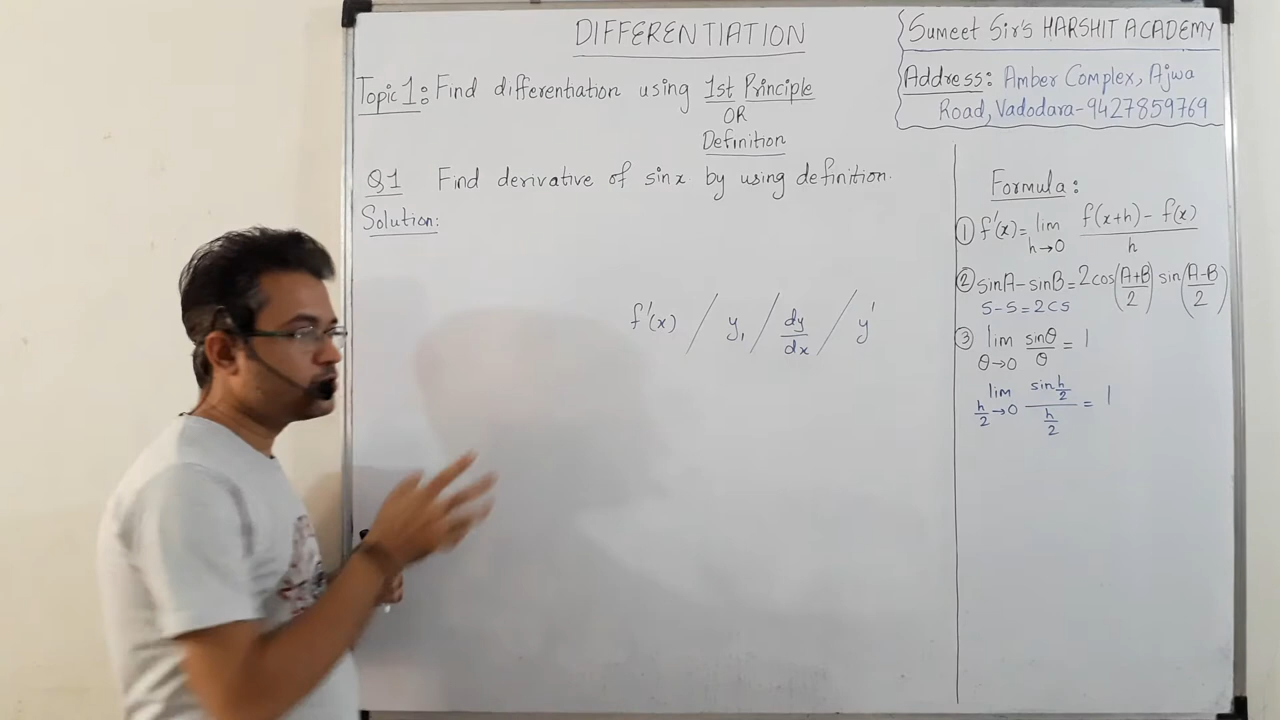 DIFFERENTIATION
Topic 1: Find differentiation using 1st Principle
OR
Definition
Q1 Find derivative of sin x by using definition.
Solution:
f'(x) / y₁ / dy/dx / y'
Sumeet Sir's HARSHIT ACADEMY
Address: Amber Complex, Ajwa
Road, Vadodara-9427859769
Formula:
① f'(x) = lim h→0 f(x+h) - f(x) / h
② sinA - sinB = 2cos(A+B/2) sin(A-B/2)
S-S = 2CS
③ lim θ→0 sinθ/θ = 1
lim h/2→0 sin h/2 / h/2 = 1